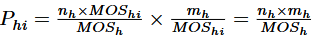 P_{hi} = \frac{n_h \times MOS_{hi}}{MOS_h} \times \frac{m_h}{MOS_{hi}} = \frac{n_h \times m_h}{MOS_h}